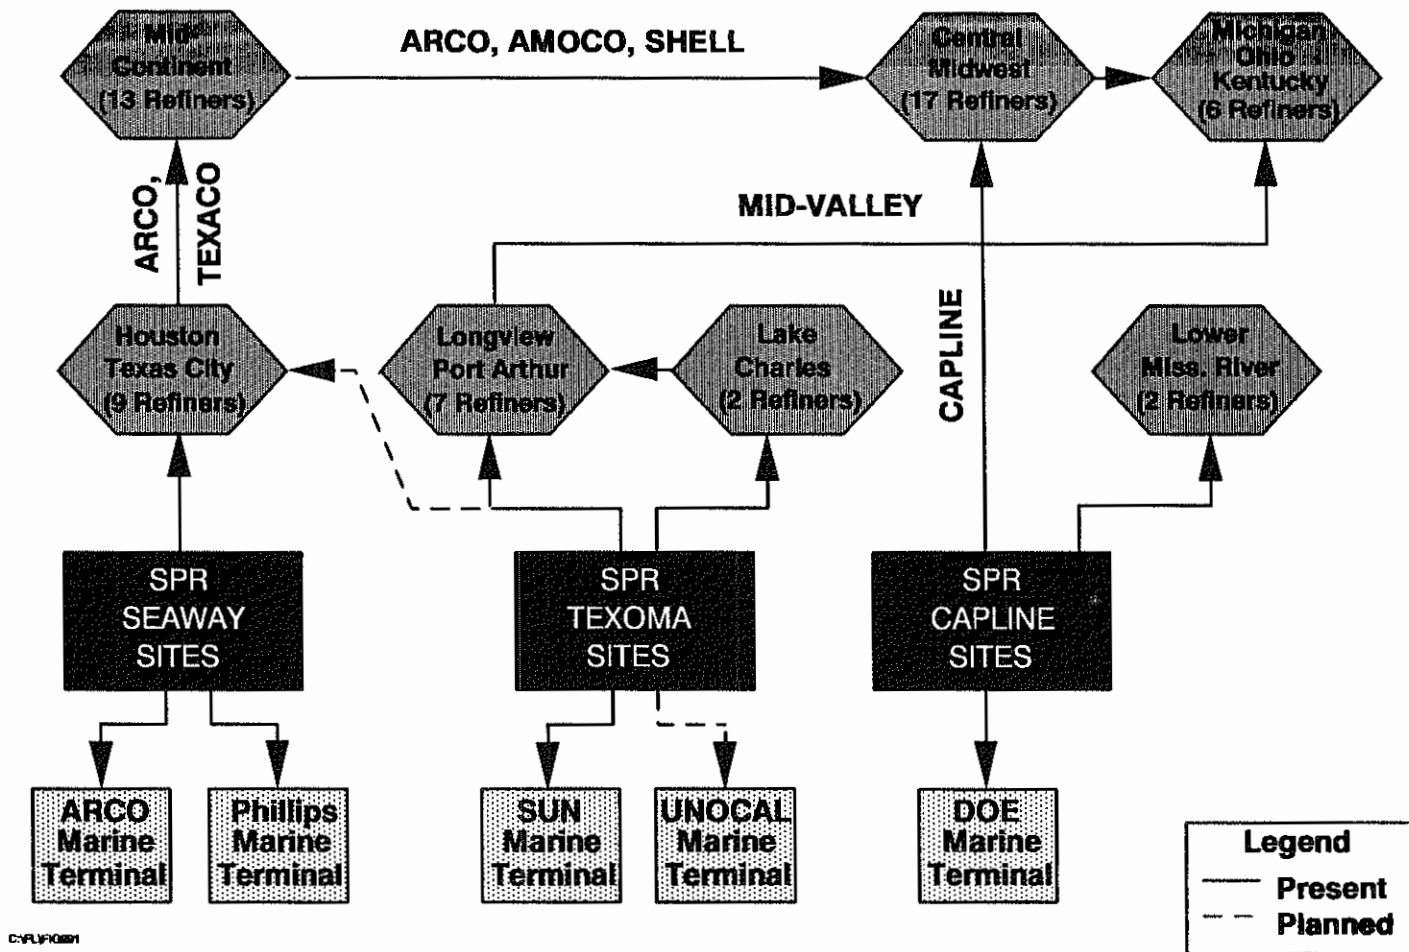 Mid-
Continent
(13 Refiners)
ARCO, AMOCO, SHELL
Central
Midwest
(17 Refiners)
Michigan
Ohio
Kentucky
(6 Refiners)
ARCO,
TEXACO
MID-VALLEY
CAPLINE
Houston
Texas City
(9 Refiners)
Longview
Port Arthur
(7 Refiners)
Lake
Charles
(2 Refiners)
Lower
Miss. River
(2 Refiners)
SPR
SEAWAY
SITES
SPR
TEXOMA
SITES
SPR
CAPLINE
SITES
ARCO
Marine
Terminal
Phillips
Marine
Terminal
SUN
Marine
Terminal
UNOCAL
Marine
Terminal
DOE
Marine
Terminal
Legend
Present
Planned